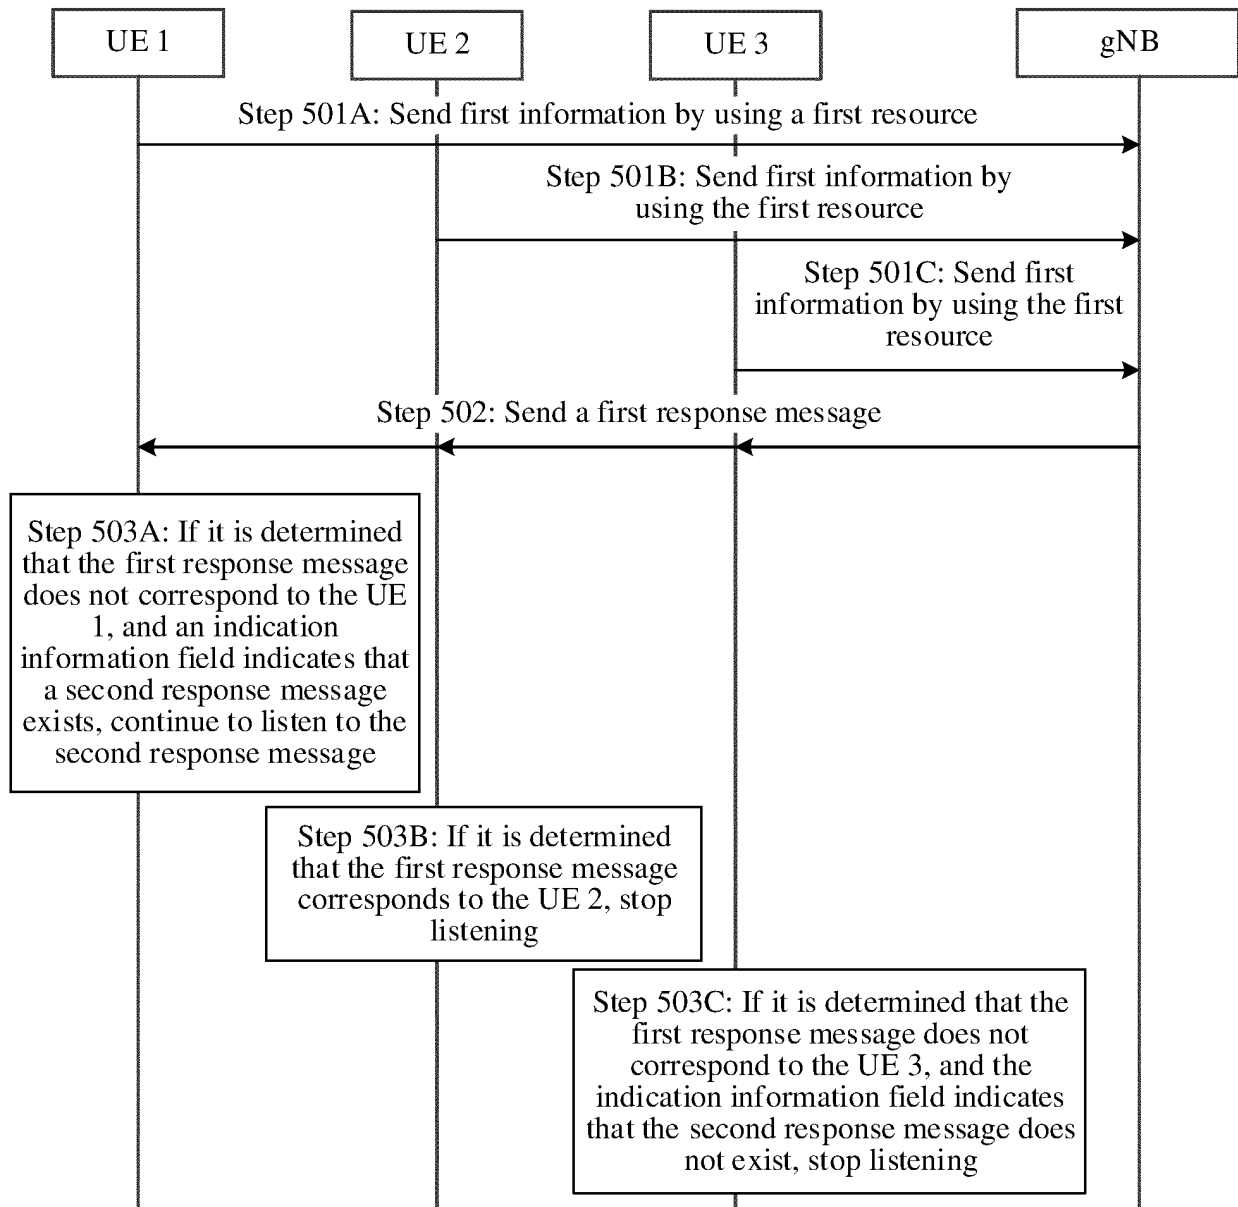 UE 1
UE 2
UE 3
gNB
Step 501A: Send first information by using a first resource
Step 501B: Send first information by
using the first resource
Step 501C: Send first
information by using the first
resource
Step 502: Send a first response message
Step 503A: If it is determined
that the first response message
does not correspond to the UE
1, and an indication
information field indicates that
a second response message
exists, continue to listen to the
second response message
Step 503B: If it is determined
that the first response message
corresponds to the UE 2, stop
listening
Step 503C: If it is determined that the
first response message does not
correspond to the UE 3, and the
indication information field indicates
that the second response message does
not exist, stop listening